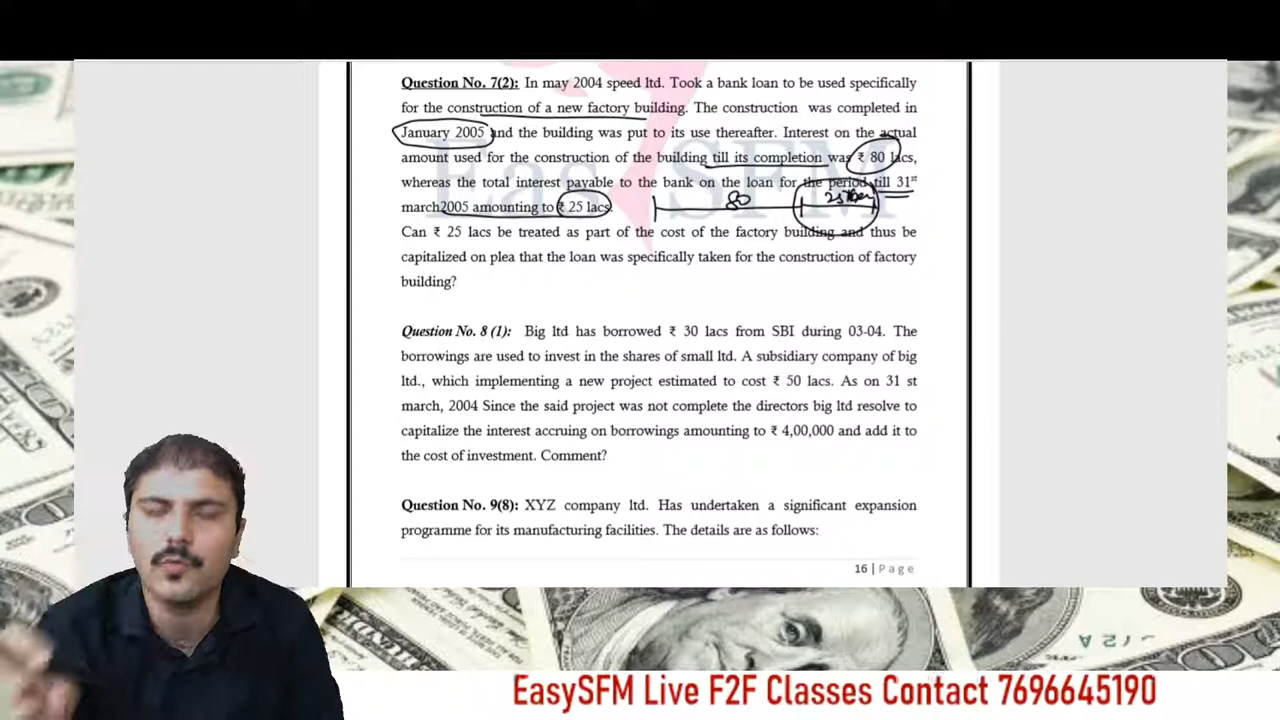 Question No. 7(2): In may 2004 speed ltd. Took a bank loan to be used specifically
for the construction of a new factory building. The construction was completed in
January 2005 and the building was put to its use thereafter. Interest on the actual
amount used for the construction of the building till its completion was ₹ 80 lacs,
whereas the total interest payable to the bank on the loan for the period till 31st
march2005 amounting to ₹ 25 lacs.
80
Can ₹ 25 lacs be treated as part of the cost of the factory building and thus be
capitalized on plea that the loan was specifically taken for the construction of factory
building?
Question No. 8 (1): Big ltd has borrowed ₹ 30 lacs from SBI during 03-04. The
borrowings are used to invest in the shares of small ltd. A subsidiary company of big
ltd., which implementing a new project estimated to cost ₹ 50 lacs. As on 31 st
march, 2004 Since the said project was not complete the directors big ltd resolve to
capitalize the interest accruing on borrowings amounting to ₹ 4,00,000 and add it to
the cost of investment. Comment?
Question No. 9(8): XYZ company ltd. Has undertaken a significant expansion
programme for its manufacturing facilities. The details are as follows:
16 | Page
EasySFM Live F2F Classes Contact 7696645190